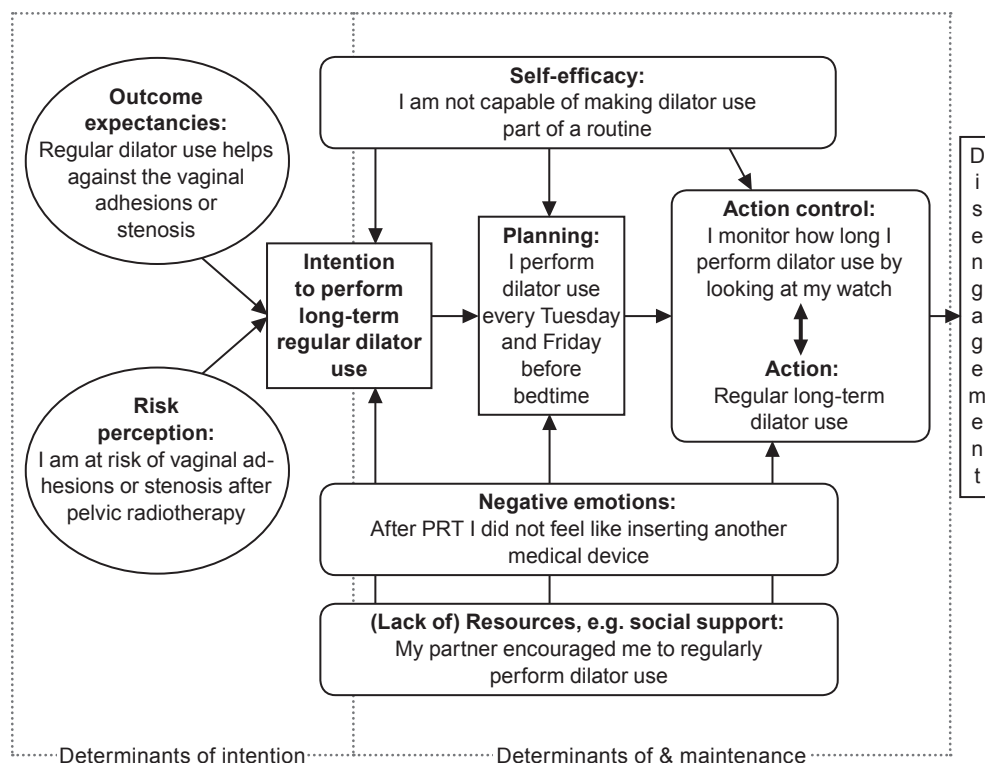 Outcome
expectancies:
Regular dilator use helps
against the vaginal
adhesions or
stenosis
Risk
perception:
I am at risk of vaginal ad-
hesions or stenosis after
pelvic radiotherapy
Self-efficacy:
I am not capable of making dilator use
part of a routine
Intention
to perform
long-term
regular dilator
use
Planning:
I perform
dilator use
every Tuesday
and Friday
before
bedtime
Action control:
I monitor how long I
perform dilator use by
looking at my watch
Action:
Regular long-term
dilator use
Negative emotions:
After PRT I did not feel like inserting another
medical device
(Lack of) Resources, e.g. social support:
My partner encouraged me to regularly
perform dilator use
Disengagement
Determinants of intention
Determinants of & maintenance